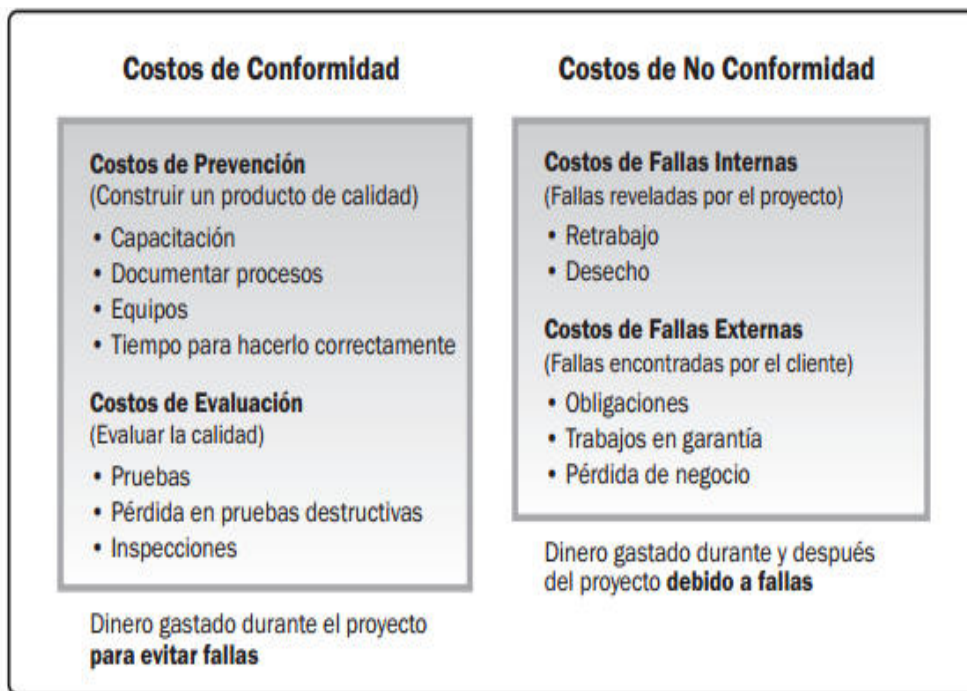 Costos de Conformidad
Costos de Prevención
(Construir un producto de calidad)
• Capacitación
• Documentar procesos
• Equipos
• Tiempo para hacerlo correctamente
Costos de Evaluación
(Evaluar la calidad)
• Pruebas
• Pérdida en pruebas destructivas
• Inspecciones
Dinero gastado durante el proyecto
para evitar fallas
Costos de No Conformidad
Costos de Fallas Internas
(Fallas reveladas por el proyecto)
• Retrabajo
• Desecho
Costos de Fallas Externas
(Fallas encontradas por el cliente)
• Obligaciones
• Trabajos en garantía
• Pérdida de negocio
Dinero gastado durante y después
del proyecto debido a fallas